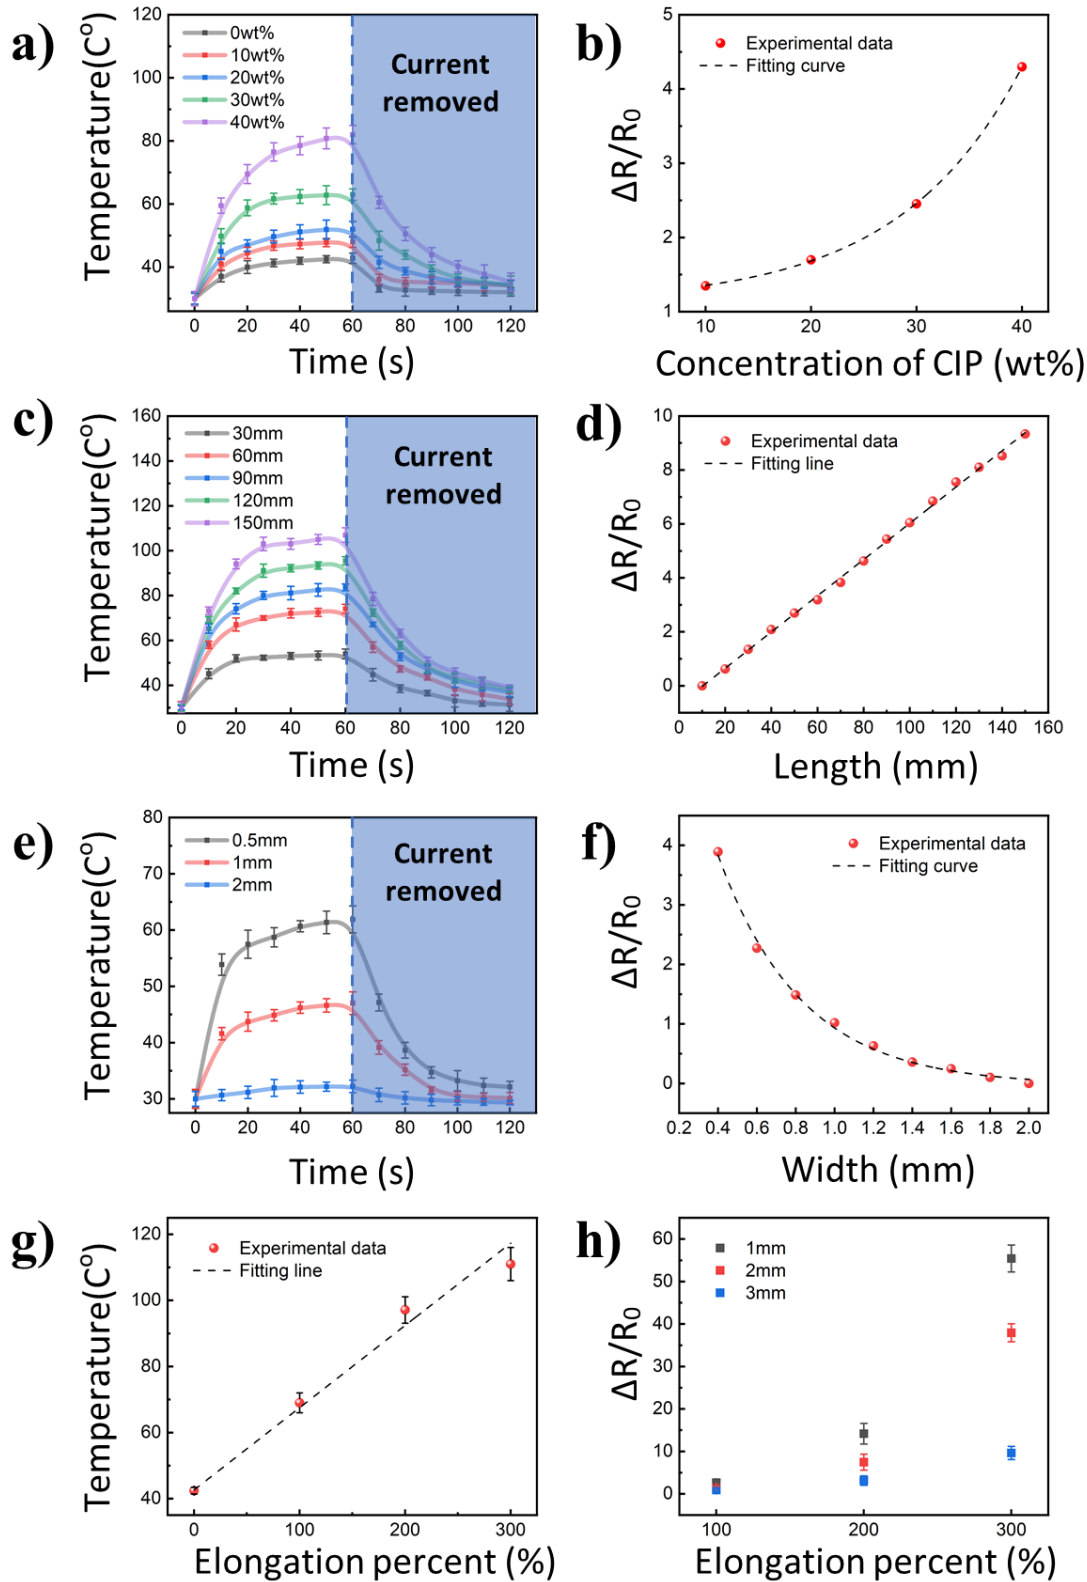 a)
Temperature(C°)
120
100
80
60
40
0wt%
10wt%
20wt%
30wt%
40wt%
Current
removed
0 20 40 60 80 100 120
Time (s)
b)
ΔR/R0
5
4
3
2
1
Experimental data
Fitting curve
10 20 30 40
Concentration of CIP (wt%)
c)
Temperature(C°)
160
140
120
100
80
60
40
30mm
60mm
90mm
120mm
150mm
Current
removed
0 20 40 60 80 100 120
Time (s)
d)
ΔR/R0
10
8
6
4
2
0
Experimental data
Fitting line
0 20 40 60 80 100 120 140 160
Length (mm)
e)
Temperature(C°)
80
70
60
50
40
30
0.5mm
1mm
2mm
Current
removed
0 20 40 60 80 100 120
Time (s)
f)
ΔR/R0
4
3
2
1
0
Experimental data
Fitting curve
0.2 0.4 0.6 0.8 1.0 1.2 1.4 1.6 1.8 2.0
Width (mm)
g)
Temperature(C°)
120
100
80
60
40
Experimental data
Fitting line
0 100 200 300
Elongation percent (%)
h)
ΔR/R0
60
50
40
30
20
10
0
1mm
2mm
3mm
100 200 300
Elongation percent (%)